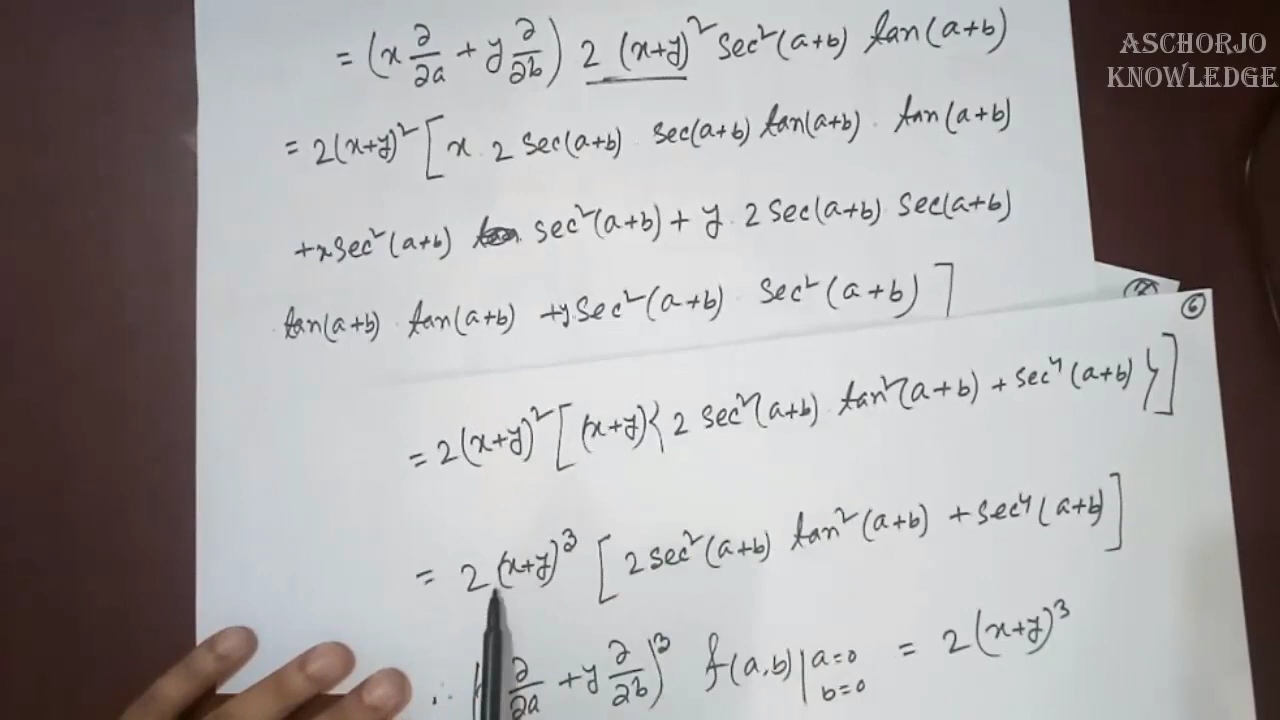 = (x ∂/∂a + y ∂/∂b) 2 (x+y)² sec²(a+b) tan(a+b)
ASCHORJO
KNOWLEDGE
= 2(x+y)² [ x · 2 sec(a+b) · sec(a+b) tan(a+b) · tan(a+b)
+ x sec²(a+b) sec²(a+b) + y · 2 sec(a+b) sec(a+b)
tan(a+b) · tan(a+b) + y · sec²(a+b) sec²(a+b) ]
6
= 2(x+y)² [ (x+y) { 2 sec²(a+b) · tan²(a+b) + sec⁴(a+b) } ]
= 2(x+y)³ [ 2 sec²(a+b) tan²(a+b) + sec⁴(a+b) ]
∴ ( ∂/∂a + y ∂/∂b )³ f(a,b) | a=0 b=0 = 2(x+y)³